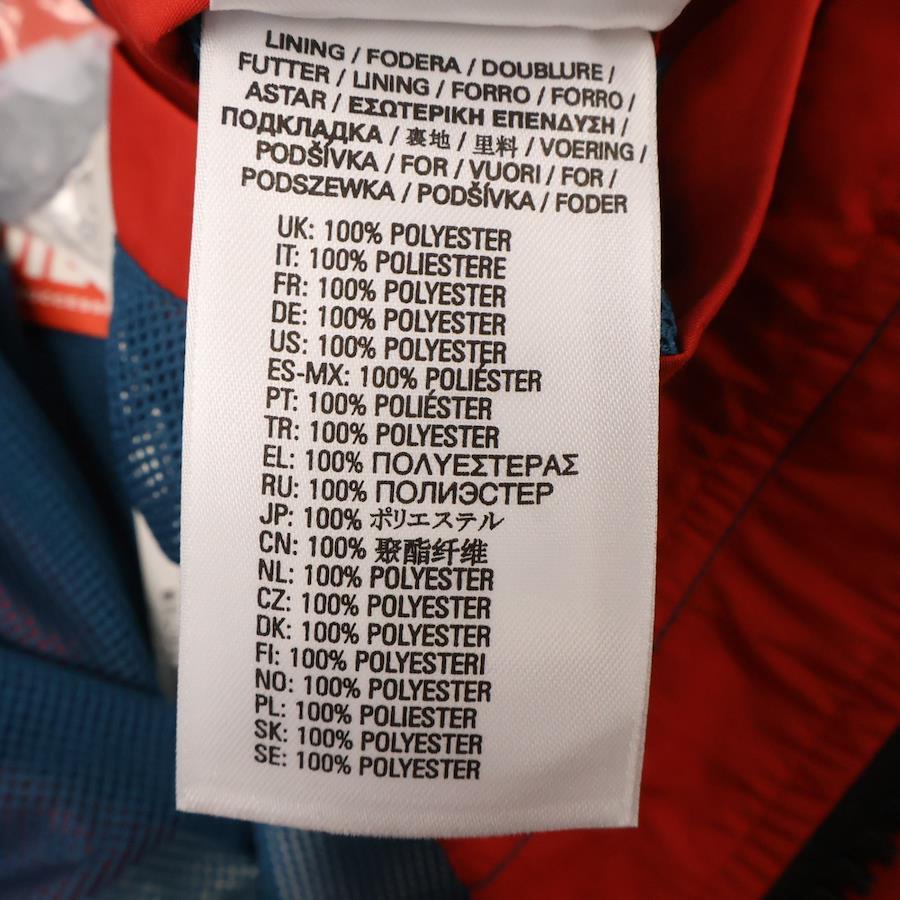 LINING / FODERA / DOUBLURE /
FUTTER / LINING / FORRO / FORRO /
ASTAR / ΕΣΩΤΕΡΙΚΗ ΕΠΕΝΔΥΣΗ /
ПОДКЛАДКА / 裏地 / 里料 / VOERING /
PODŠÍVKA / FOR / VUORI / FOR /
PODSZEWKA / PODŠÍVKA / FODER
UK: 100% POLYESTER
IT: 100% POLIESTERE
FR: 100% POLYESTER
DE: 100% POLYESTER
US: 100% POLYESTER
ES-MX: 100% POLIÉSTER
PT: 100% POLIÉSTER
TR: 100% POLYESTER
EL: 100% ΠΟΛΥΕΣΤΕΡΑΣ
RU: 100% ПОЛИЭСТЕР
JP: 100% ポリエステル
CN: 100% 聚酯纤维
NL: 100% POLYESTER
CZ: 100% POLYESTER
DK: 100% POLYESTER
FI: 100% POLYESTERI
NO: 100% POLYESTER
PL: 100% POLIESTER
SK: 100% POLYESTER
SE: 100% POLYESTER